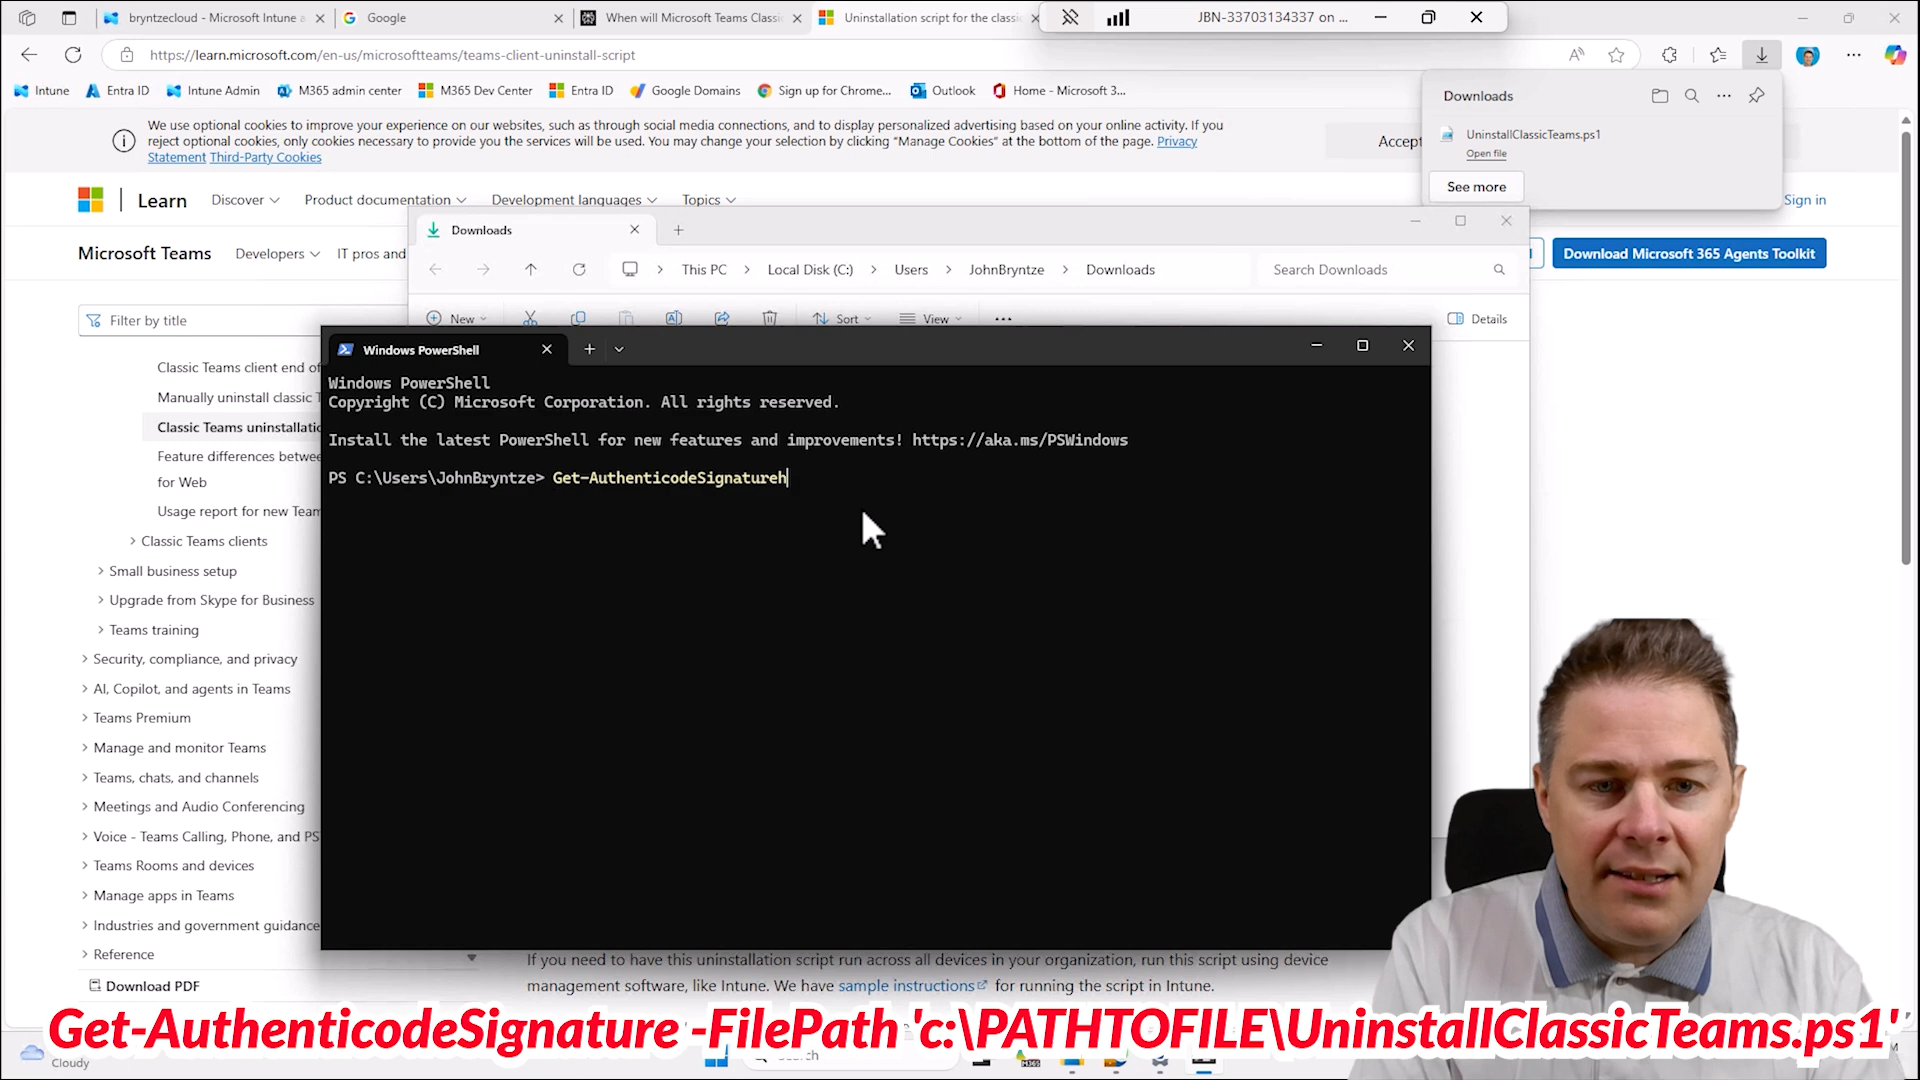 bryntzecloud - Microsoft Intune a
Google
When will Microsoft Teams Classi
Uninstallation script for the classi
JBN-33703134337 on ...
https://learn.microsoft.com/en-us/microsoftteams/teams-client-uninstall-script
Intune
Entra ID
Intune Admin
M365 admin center
M365 Dev Center
Entra ID
Google Domains
Sign up for Chrome...
Outlook
Home - Microsoft 3...
Downloads
UninstallClassicTeams.ps1
Open file
See more
We use optional cookies to improve your experience on our websites, such as through social media connections, and to display personalized advertising based on your online activity. If you
reject optional cookies, only cookies necessary to provide you the services will be used. You may change your selection by clicking “Manage Cookies” at the bottom of the page. Privacy
Statement Third-Party Cookies
Accept
Learn
Discover
Product documentation
Development languages
Topics
Sign in
Microsoft Teams
Developers
IT pros and
Download Microsoft 365 Agents Toolkit
Downloads
This PC
Local Disk (C:)
Users
JohnBryntze
Downloads
Search Downloads
New
Sort
View
Details
Filter by title
Classic Teams client end of
Manually uninstall classic T
Classic Teams uninstallatio
Feature differences between
for Web
Usage report for new Team
Classic Teams clients
Small business setup
Upgrade from Skype for Business
Teams training
Security, compliance, and privacy
AI, Copilot, and agents in Teams
Teams Premium
Manage and monitor Teams
Teams, chats, and channels
Meetings and Audio Conferencing
Voice - Teams Calling, Phone, and PS
Teams Rooms and devices
Manage apps in Teams
Industries and government guidance
Reference
Download PDF
Windows PowerShell
Windows PowerShell
Copyright (C) Microsoft Corporation. All rights reserved.
Install the latest PowerShell for new features and improvements! https://aka.ms/PSWindows
PS C:\Users\JohnBryntze> Get-AuthenticodeSignatureh
If you need to have this uninstallation script run across all devices in your organization, run this script using device
management software, like Intune. We have sample instructions for running the script in Intune.
Get-AuthenticodeSignature -FilePath 'c:\PATHTOFILE\UninstallClassicTeams.ps1'
Cloudy